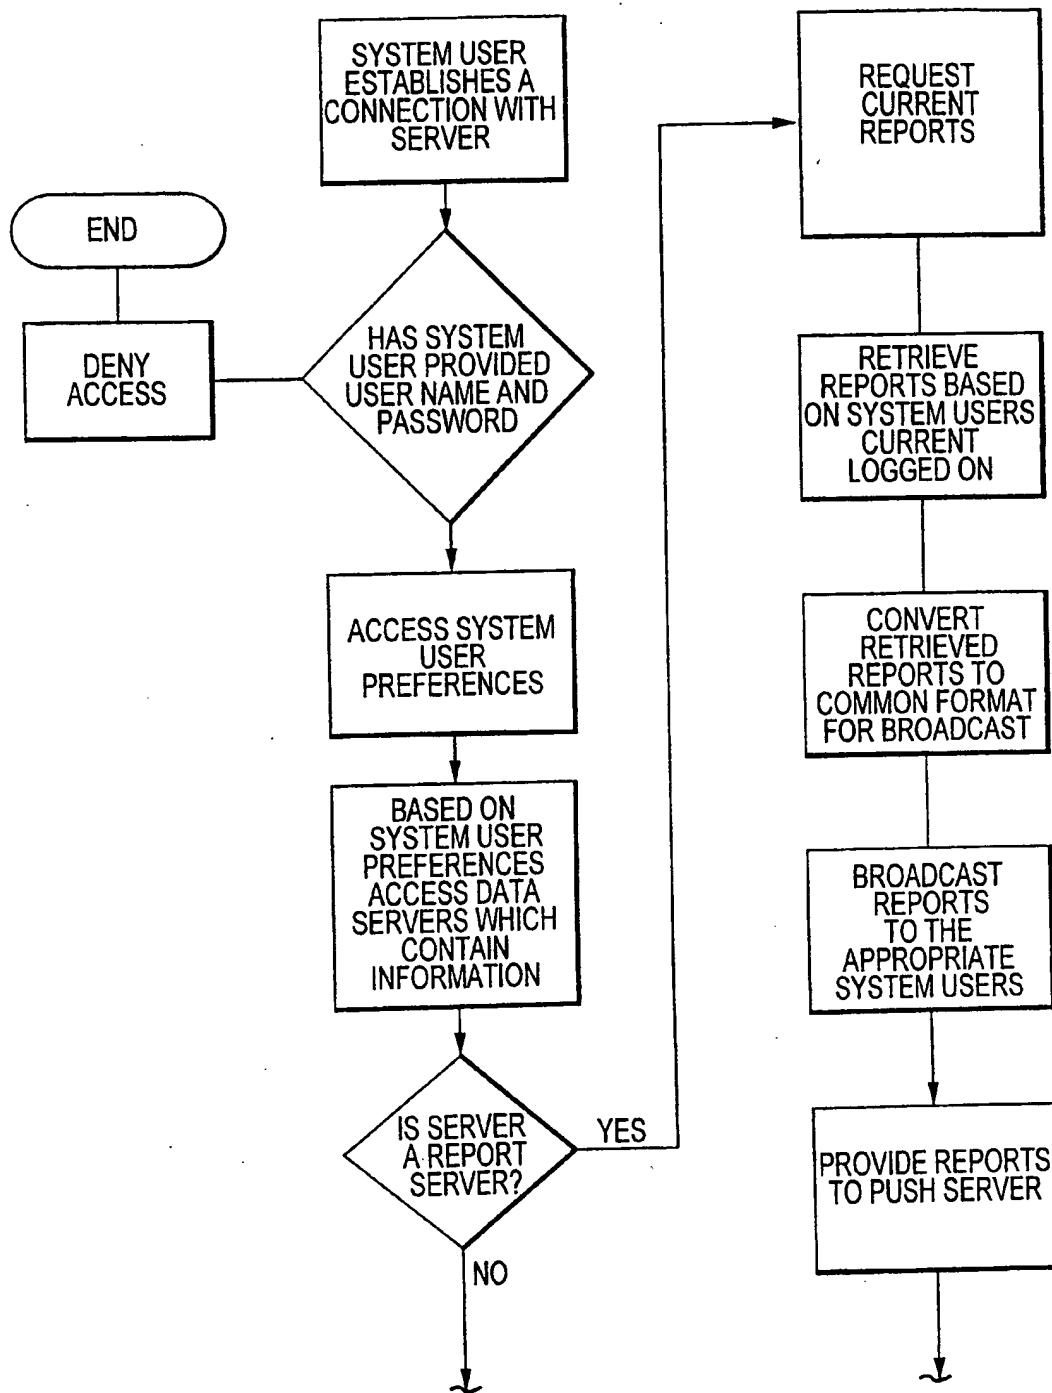 SYSTEM USER
ESTABLISHES A
CONNECTION WITH
SERVER
END
DENY
ACCESS
HAS SYSTEM
USER PROVIDED
USER NAME AND
PASSWORD
ACCESS SYSTEM
USER
PREFERENCES
BASED ON
SYSTEM USER
PREFERENCES
ACCESS DATA
SERVERS WHICH
CONTAIN
INFORMATION
IS SERVER
A REPORT
SERVER?
YES
NO
REQUEST
CURRENT
REPORTS
RETRIEVE
REPORTS BASED
ON SYSTEM USERS
CURRENT
LOGGED ON
CONVERT
RETRIEVED
REPORTS TO
COMMON FORMAT
FOR BROADCAST
BROADCAST
REPORTS
TO THE
APPROPRIATE
SYSTEM USERS
PROVIDE REPORTS
TO PUSH SERVER